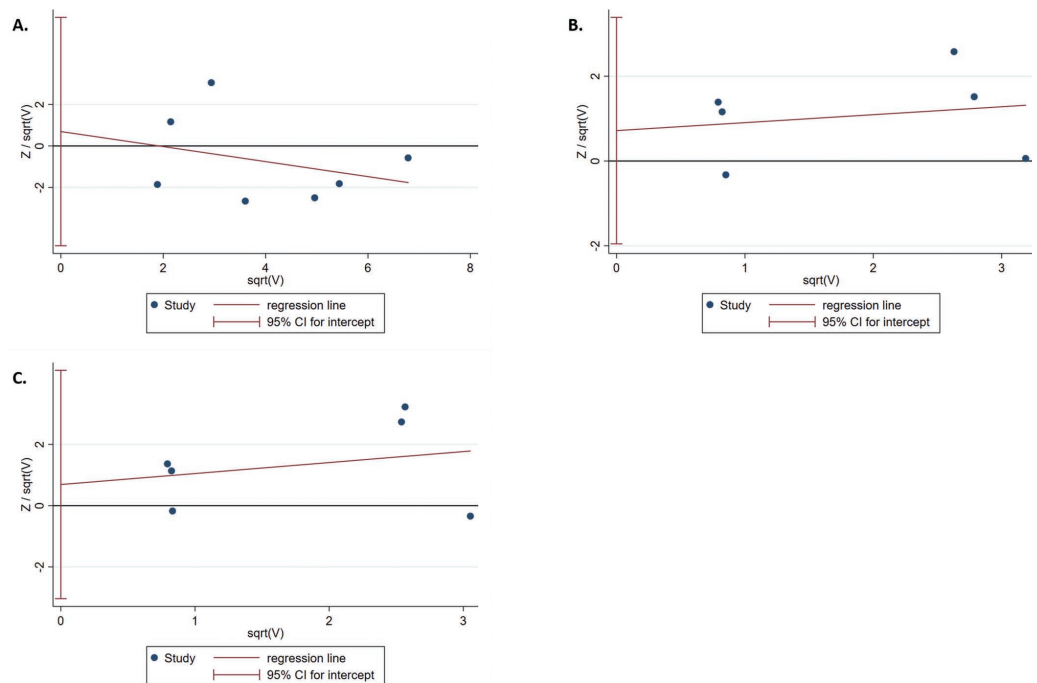 A.
Z / sqrt(V)
2
0
-2
0 2 4 6 8
sqrt(V)
Study regression line
95% CI for intercept
B.
Z / sqrt(V)
2
0
-2
0 1 2 3
sqrt(V)
Study regression line
95% CI for intercept
C.
Z / sqrt(V)
2
0
-2
0 1 2 3
sqrt(V)
Study regression line
95% CI for intercept